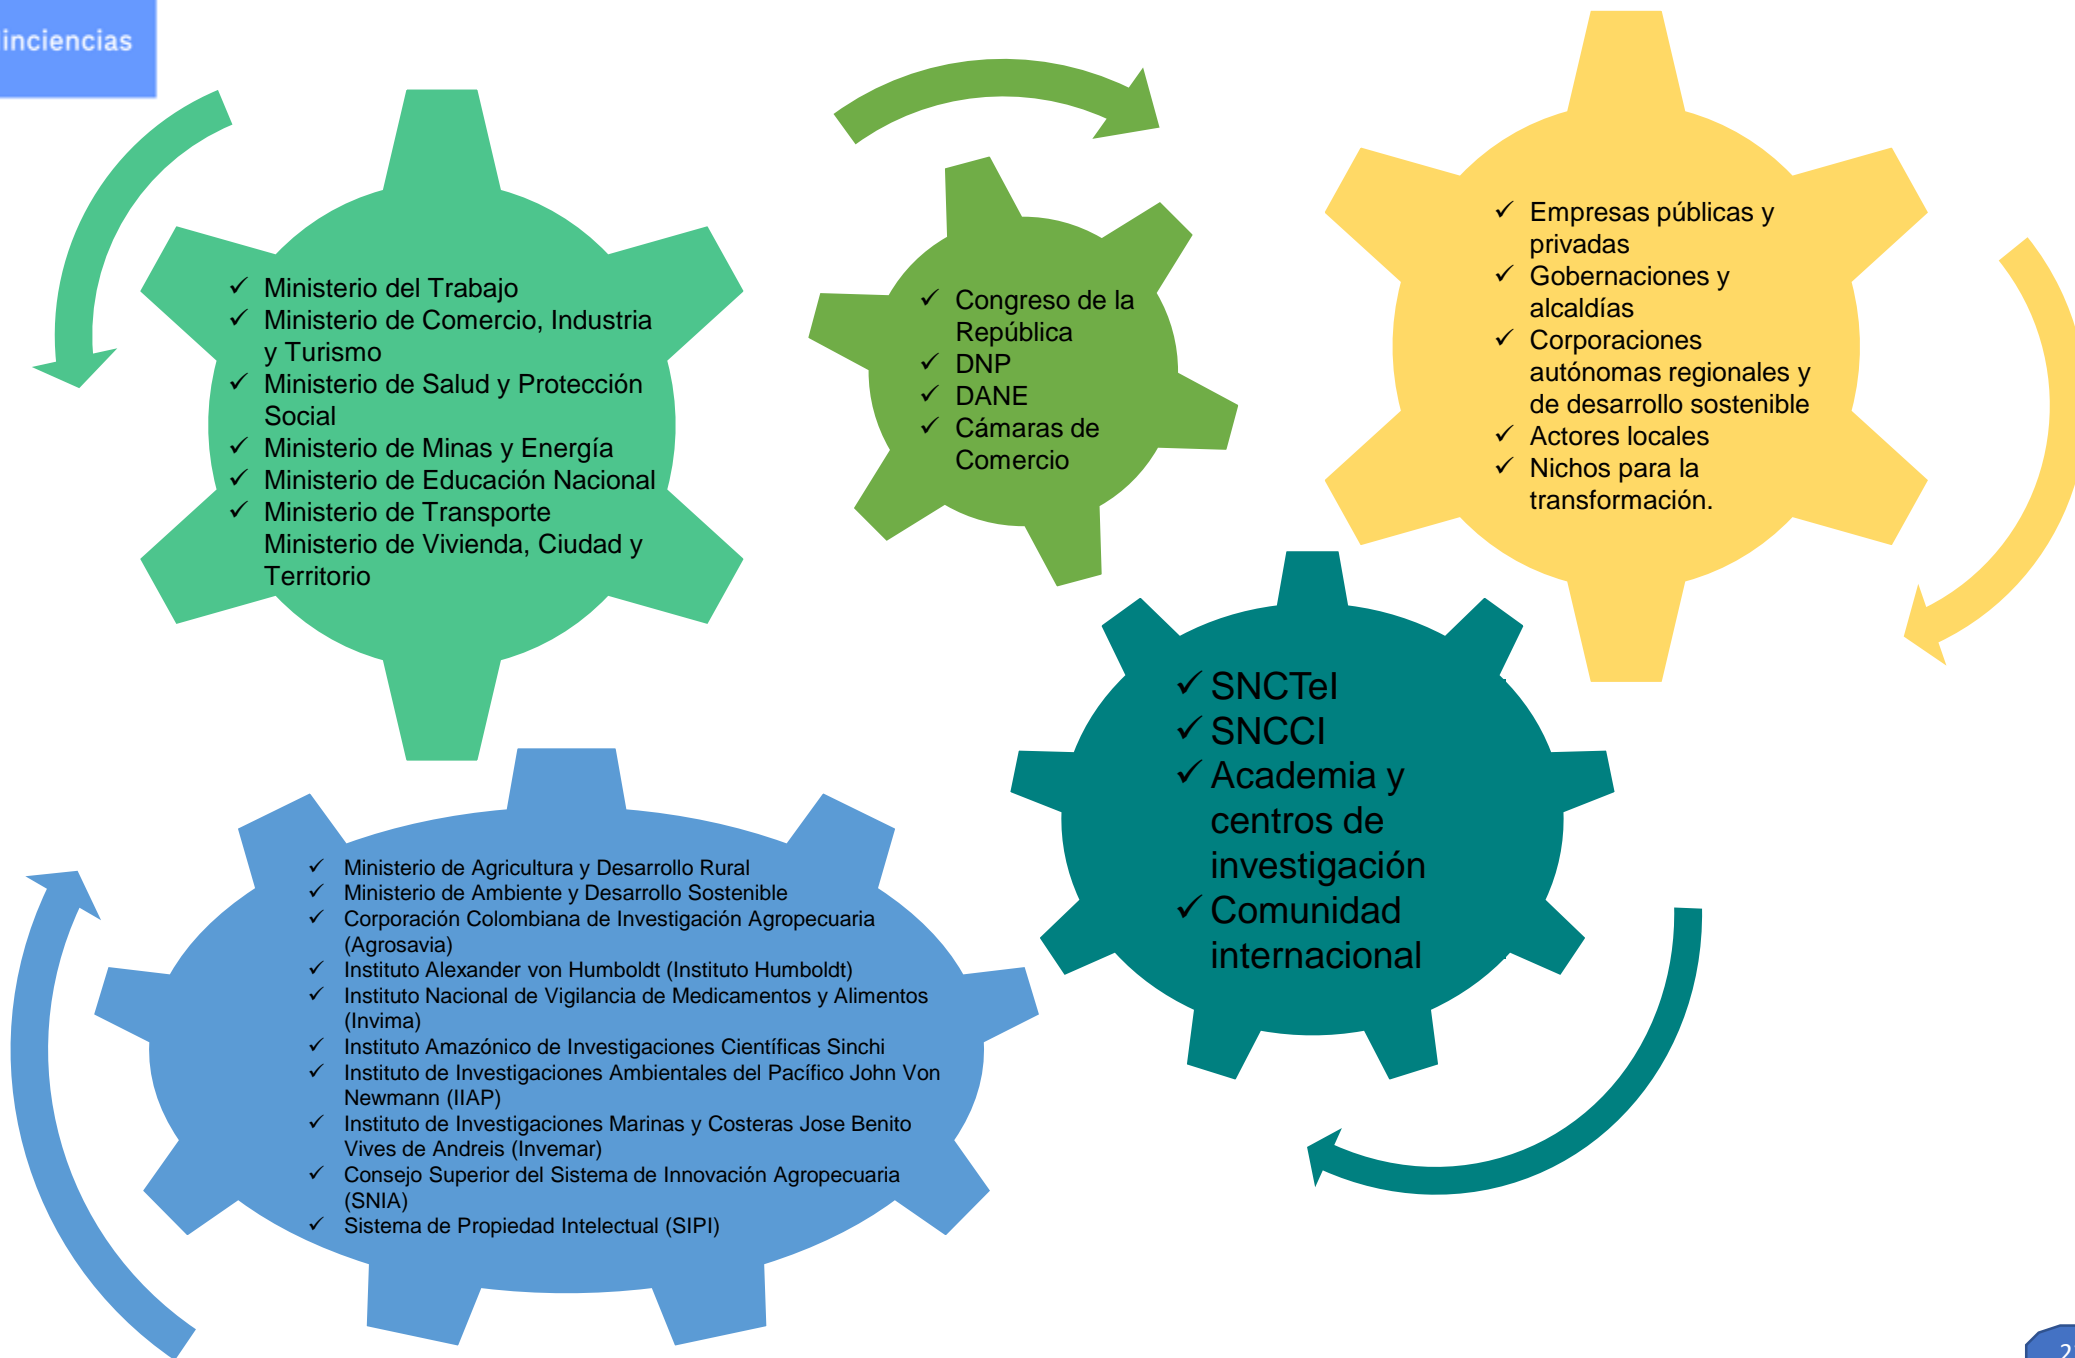 inciencias
✓ Ministerio del Trabajo
✓ Ministerio de Comercio, Industria
y Turismo
✓ Ministerio de Salud y Protección
Social
✓ Ministerio de Minas y Energía
✓ Ministerio de Educación Nacional
✓ Ministerio de Transporte
Ministerio de Vivienda, Ciudad y
Territorio
✓ Congreso de la
República
✓ DNP
✓ DANE
✓ Cámaras de
Comercio
✓ Empresas públicas y
privadas
✓ Gobernaciones y
alcaldías
✓ Corporaciones
autónomas regionales y
de desarrollo sostenible
✓ Actores locales
✓ Nichos para la
transformación.
✓ SNCTeI
✓ SNCCI
✓ Academia y
centros de
investigación
✓ Comunidad
internacional
✓ Ministerio de Agricultura y Desarrollo Rural
✓ Ministerio de Ambiente y Desarrollo Sostenible
✓ Corporación Colombiana de Investigación Agropecuaria
(Agrosavia)
✓ Instituto Alexander von Humboldt (Instituto Humboldt)
✓ Instituto Nacional de Vigilancia de Medicamentos y Alimentos
(Invima)
✓ Instituto Amazónico de Investigaciones Científicas Sinchi
✓ Instituto de Investigaciones Ambientales del Pacífico John Von
Newmann (IIAP)
✓ Instituto de Investigaciones Marinas y Costeras Jose Benito
Vives de Andreis (Invemar)
✓ Consejo Superior del Sistema de Innovación Agropecuaria
(SNIA)
✓ Sistema de Propiedad Intelectual (SIPI)
2